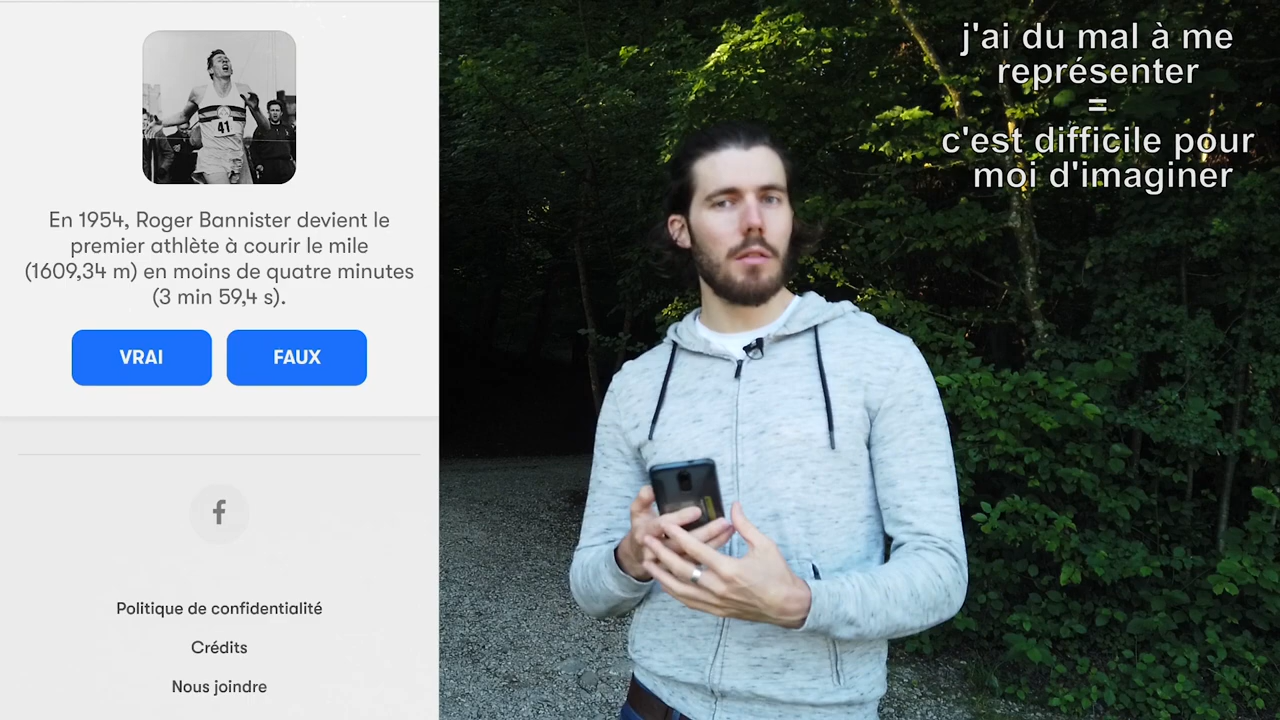 41
En 1954, Roger Bannister devient le
premier athlète à courir le mile
(1609,34 m) en moins de quatre minutes
(3 min 59,4 s).
VRAI
FAUX
Politique de confidentialité
Crédits
Nous joindre
j'ai du mal à me
représenter
=
c'est difficile pour
moi d'imaginer